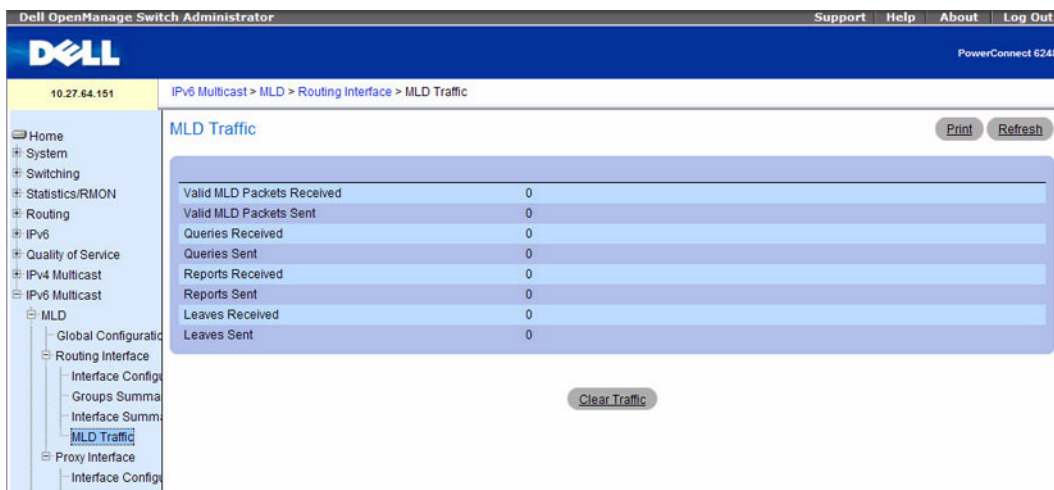 Dell OpenManage Switch Administrator
Support Help About Log Out
DELL
PowerConnect 6248
10.27.64.151
IPv6 Multicast > MLD > Routing Interface > MLD Traffic
Home
System
Switching
Statistics/RMON
Routing
IPv6
Quality of Service
IPv4 Multicast
IPv6 Multicast
MLD
Global Configuratio
Routing Interface
Interface Configu
Groups Summa
Interface Summa
MLD Traffic
Proxy Interface
Interface Configu
MLD Traffic
Print Refresh
Valid MLD Packets Received 0
Valid MLD Packets Sent 0
Queries Received 0
Queries Sent 0
Reports Received 0
Reports Sent 0
Leaves Received 0
Leaves Sent 0
Clear Traffic